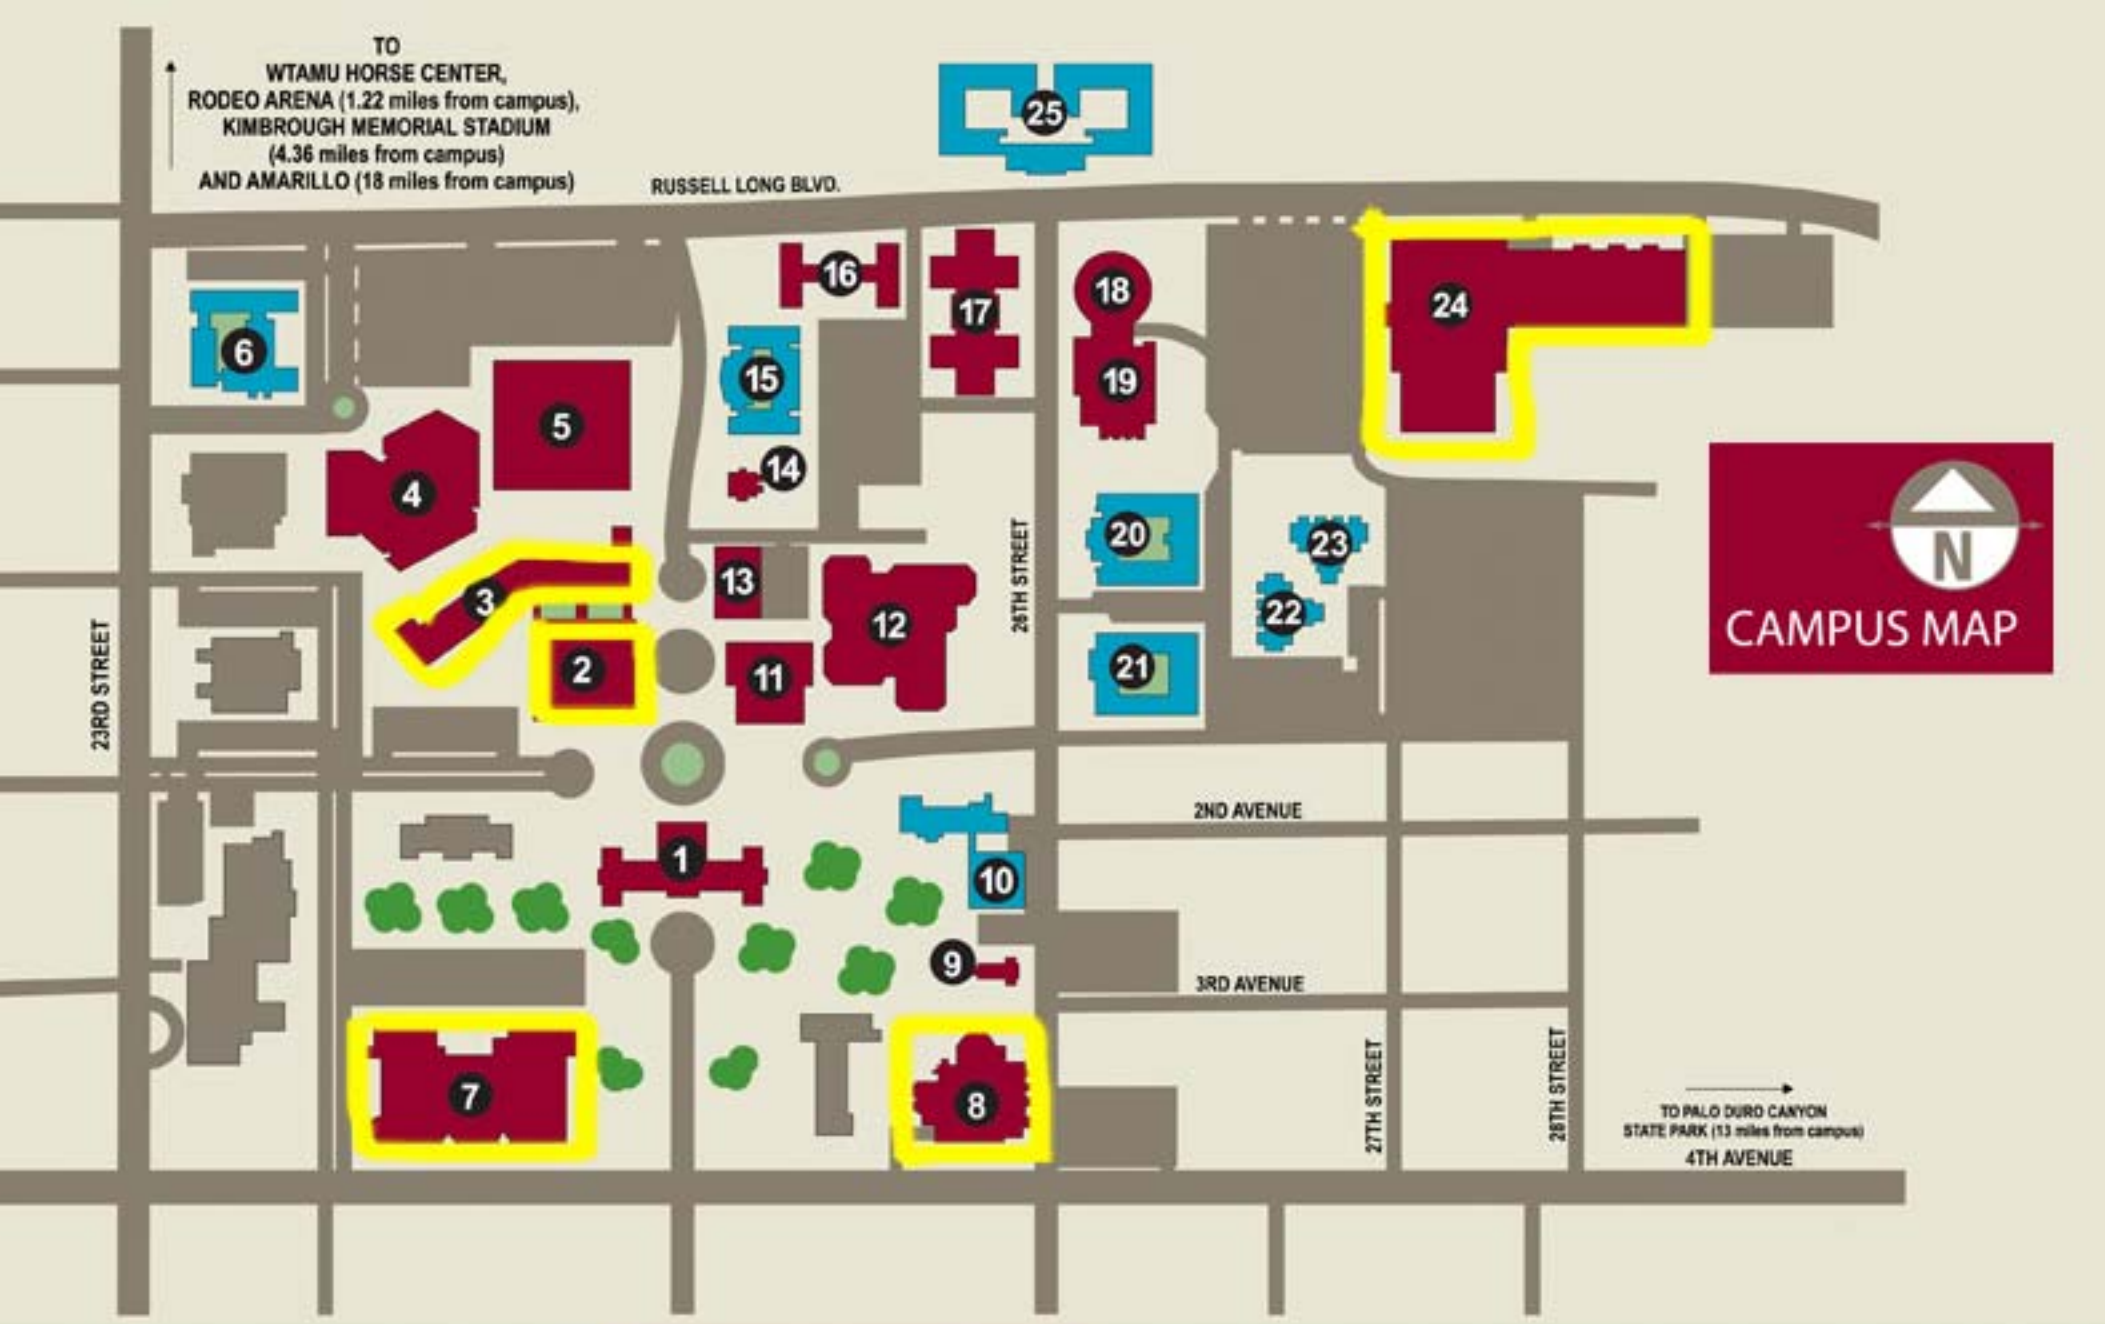 TO
WTAMU HORSE CENTER,
RODEO ARENA (1.22 miles from campus),
KIMBROUGH MEMORIAL STADIUM
(4.36 miles from campus)
AND AMARILLO (18 miles from campus)
RUSSELL LONG BLVD.
25
16
17
18
24
6
15
19
5
14
4
20
23
13
3
22
12
26TH STREET
2
11
21
23RD STREET
N
CAMPUS MAP
2ND AVENUE
1
10
9
3RD AVENUE
7
8
27TH STREET
28TH STREET
TO PALO DURO CANYON
STATE PARK (13 miles from campus)
4TH AVENUE